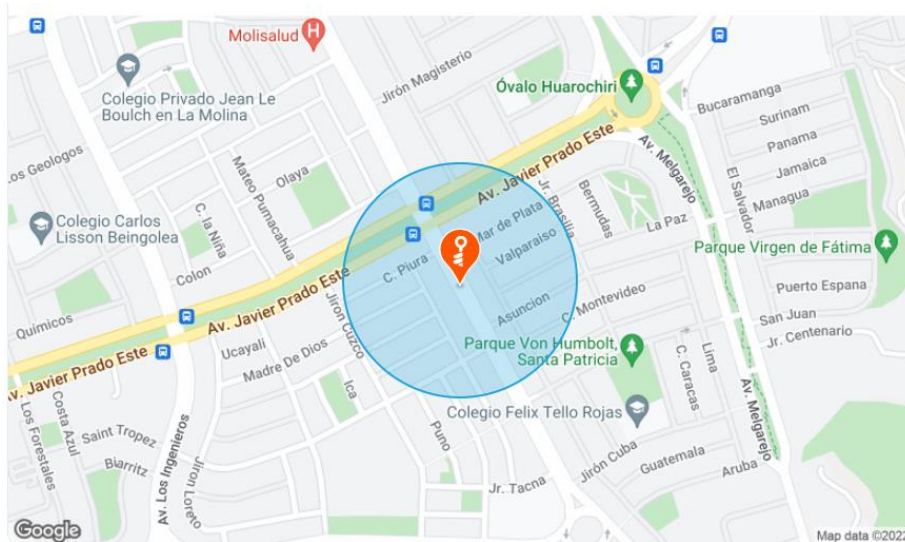 Molisalud
H
Colegio Privado Jean Le
Boulch en La Molina
Jirón Magisterio
Óvalo Huarochiri
Bucaramanga
Surinam
Panama
Jamaica
Managua
El Salvador
Av. Melgarejo
Los Geologos
Olaya
Mateo Pumacahua
Av. Javier Prado Este
Jr. Brasilia
Bermudas
La Paz
Colegio Carlos
Lisson Beingolea
C. la Niña
Colon
Mar de Plata
Valparaiso
C. Piura
Parque Virgen de Fátima
Puerto Espana
San Juan
Jr. Centenario
Quimicos
Av. Javier Prado Este
Asuncion
C. Montevideo
Ucayali
Jiron Cuzco
Madre De Dios
Parque Von Humbolt,
Santa Patricia
Lima
C. Caracas
Av. Javier Prado Este
Ica
Puno
Los Forestales
Costa Azul
Saint Tropez
Biarritz
Av. Los Ingenieros
Jiron Loreto
Colegio Felix Tello Rojas
Av. Melgarejo
Jirón Cuba
Guatemala
Aruba
Jr. Tacna
Google
Map data ©2022